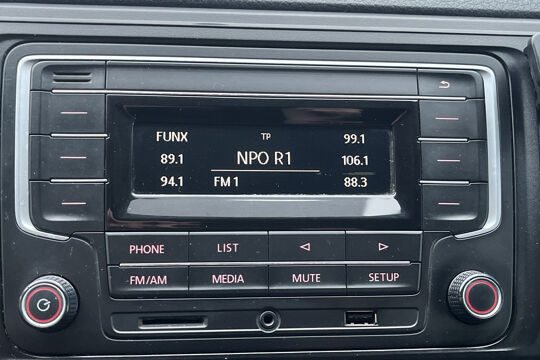 FUNX TP 99.1
89.1 NPO R1 106.1
94.1 FM 1 88.3
PHONE LIST
FM/AM MEDIA MUTE SETUP